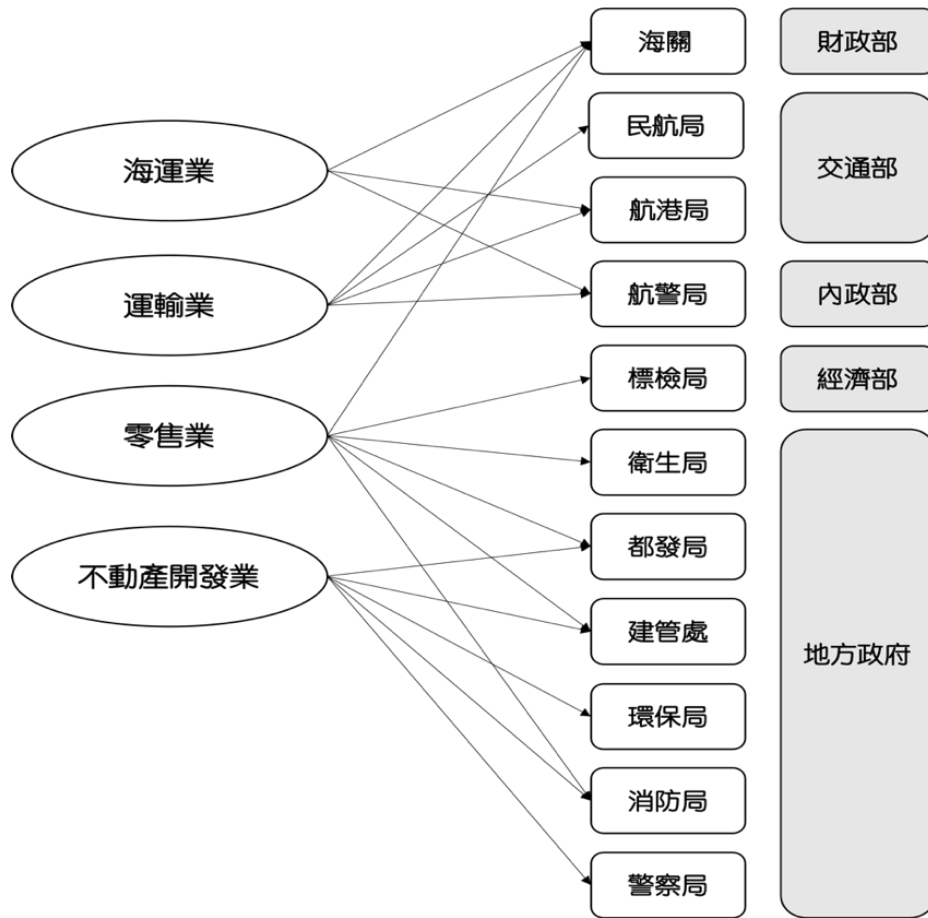 海關
財政部
民航局
海運業
交通部
航港局
運輸業
航警局
內政部
標檢局
經濟部
零售業
衛生局
都發局
不動產開發業
建管處
地方政府
環保局
消防局
警察局